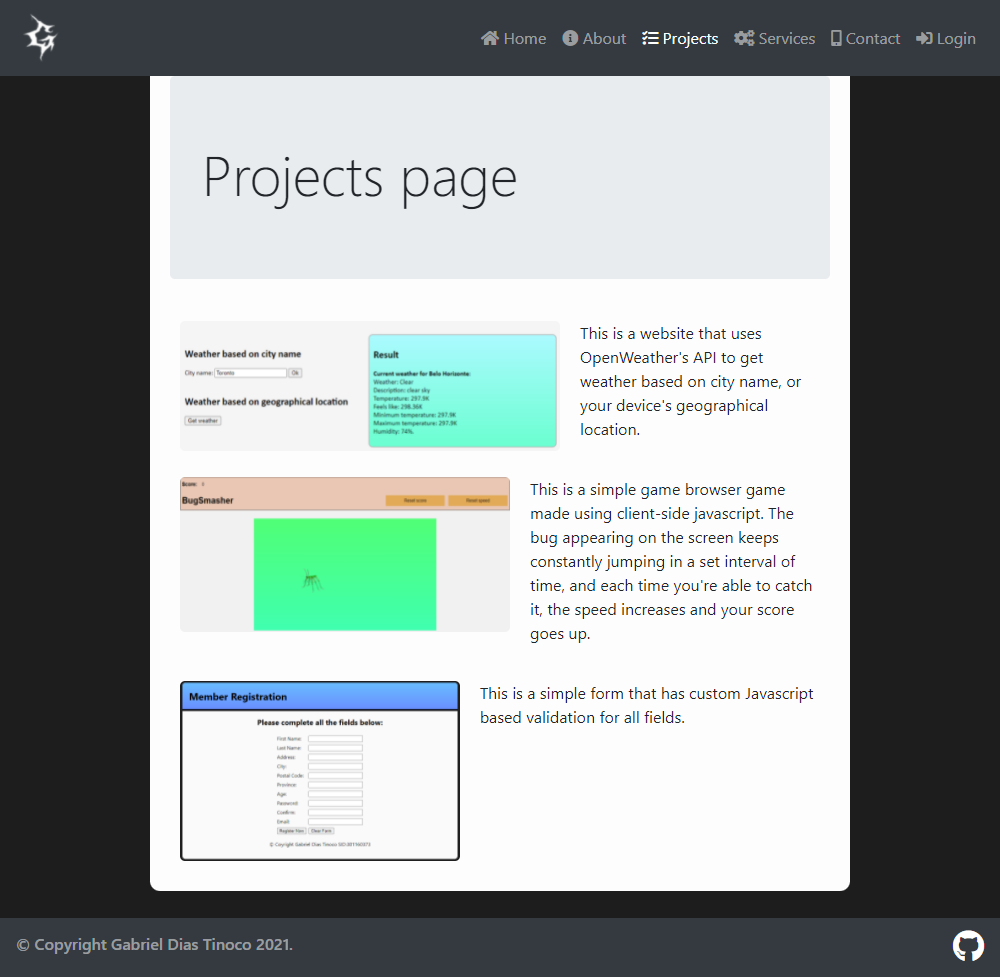 Home About Projects Services Contact Login
Projects page
Weather based on city name
City name: Toronto Ok
Weather based on geographical location
Get weather
Result
Current weather for Belo Horizonte:
Weather: Clear
Description: clear sky
Temperature: 297.9K
Feels like: 298.36K
Minimum temperature: 297.9K
Maximum temperature: 297.9K
Humidity: 74%.
This is a website that uses
OpenWeather's API to get
weather based on city name, or
your device's geographical
location.
Score:
BugSmasher
Reset score Reset speed
This is a simple game browser game
made using client-side javascript. The
bug appearing on the screen keeps
constantly jumping in a set interval of
time, and each time you're able to catch
it, the speed increases and your score
goes up.
Member Registration
Please complete all the fields below:
First Name:
Last Name:
Address:
City:
Postal Code:
Province:
Age:
Password:
Confirm:
Email:
Register Now Clear Form
© Copyright Gabriel Dias Tinoco
This is a simple form that has custom Javascript
based validation for all fields.
© Copyright Gabriel Dias Tinoco 2021.